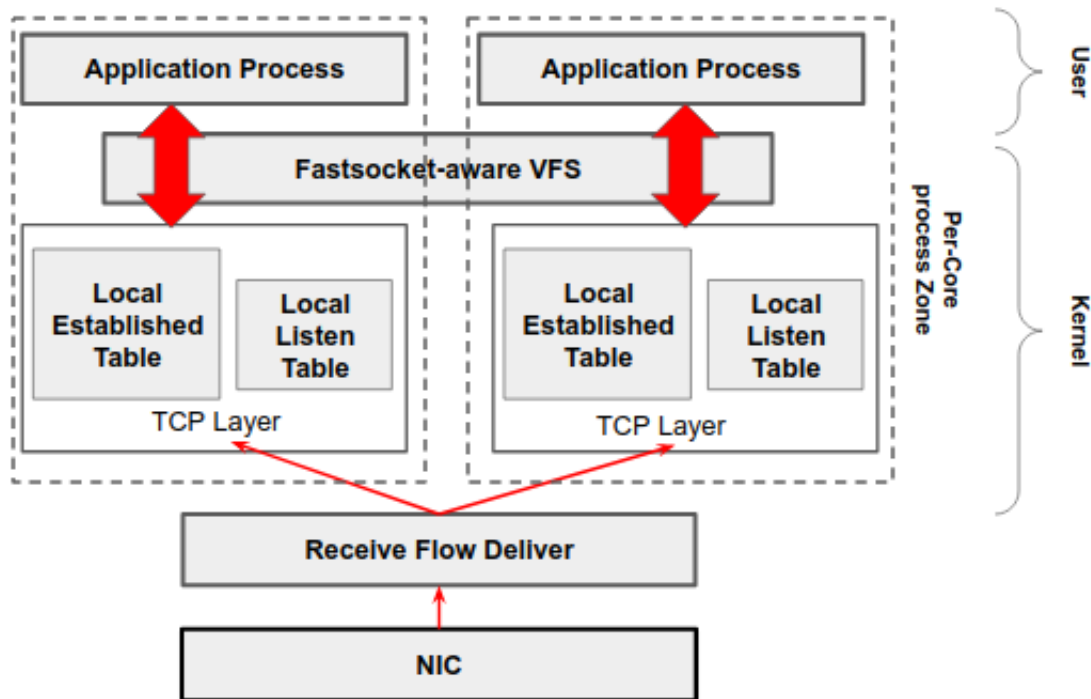 Application Process
Application Process
User
Fastsocket-aware VFS
Per-Core
process Zone
Kernel
Local
Established
Table
Local
Listen
Table
TCP Layer
Local
Established
Table
Local
Listen
Table
TCP Layer
Receive Flow Deliver
NIC